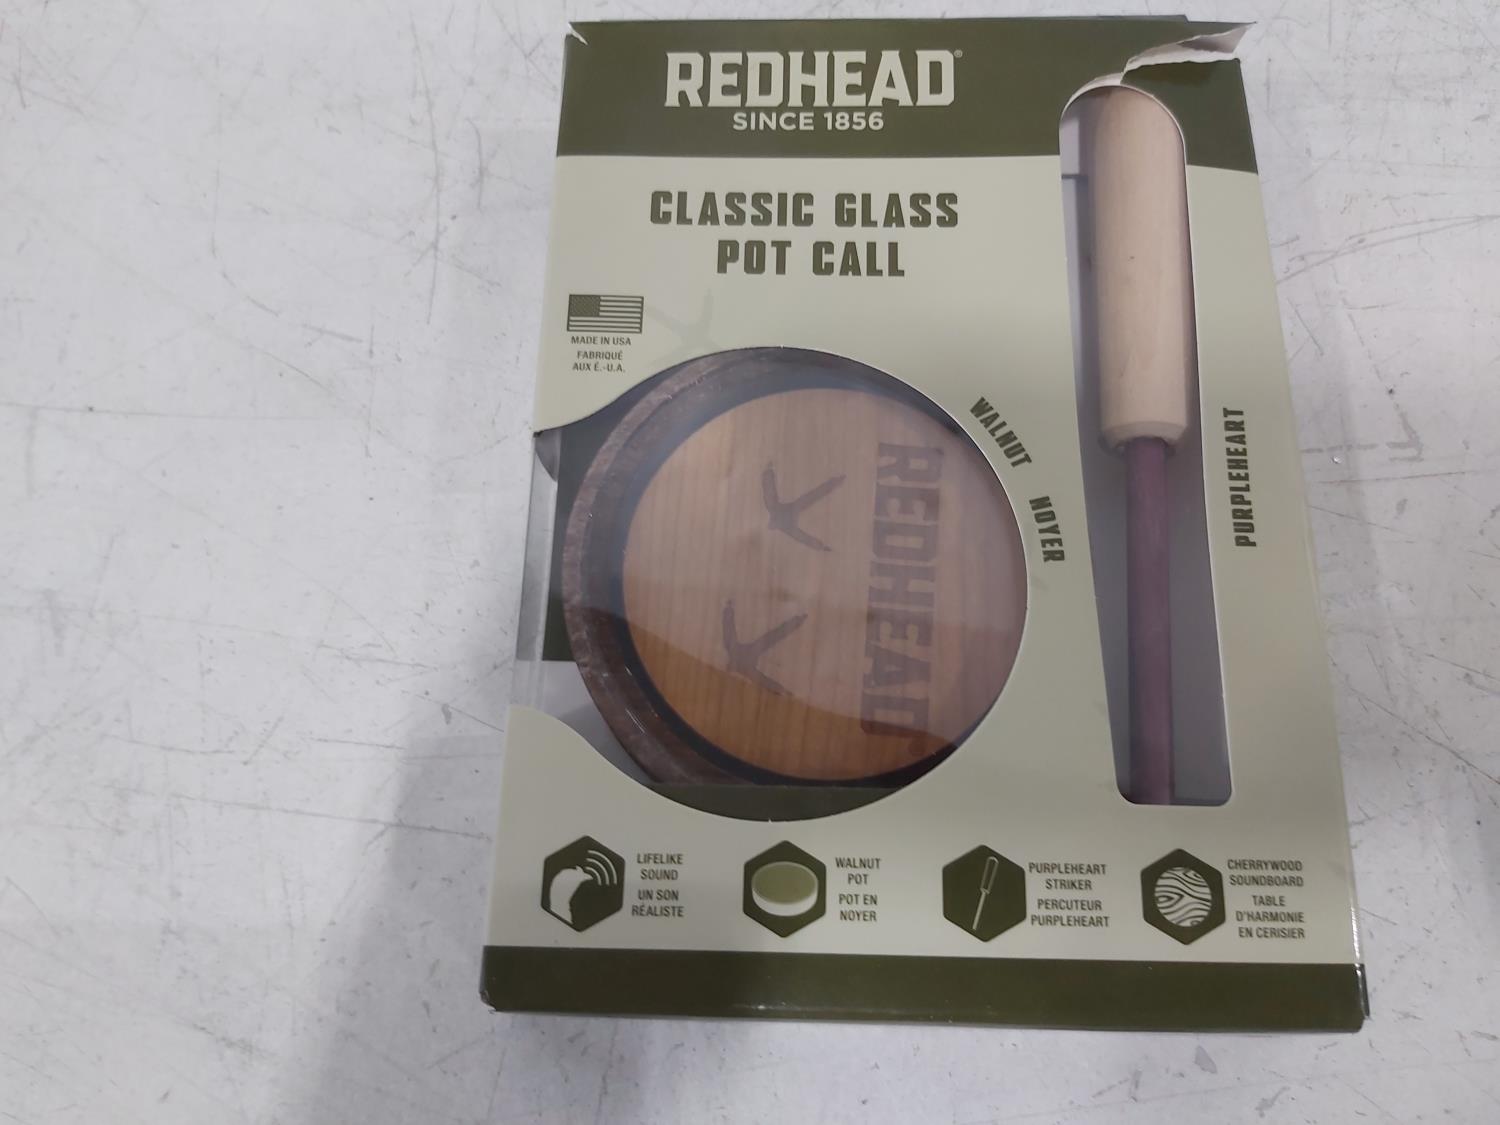 REDHEAD®
SINCE 1856
CLASSIC GLASS
POT CALL
MADE IN USA
FABRIQUÉ
AUX É.-U.A.
WALNUT
NOYER
PURPLEHEART
REDHEAD
LIFELIKE
SOUND
UN SON
RÉALISTE
WALNUT
POT
POT EN
NOYER
PURPLEHEART
STRIKER
PERCUTEUR
PURPLEHEART
CHERRYWOOD
SOUNDBOARD
TABLE
D'HARMONIE
EN CERISIER